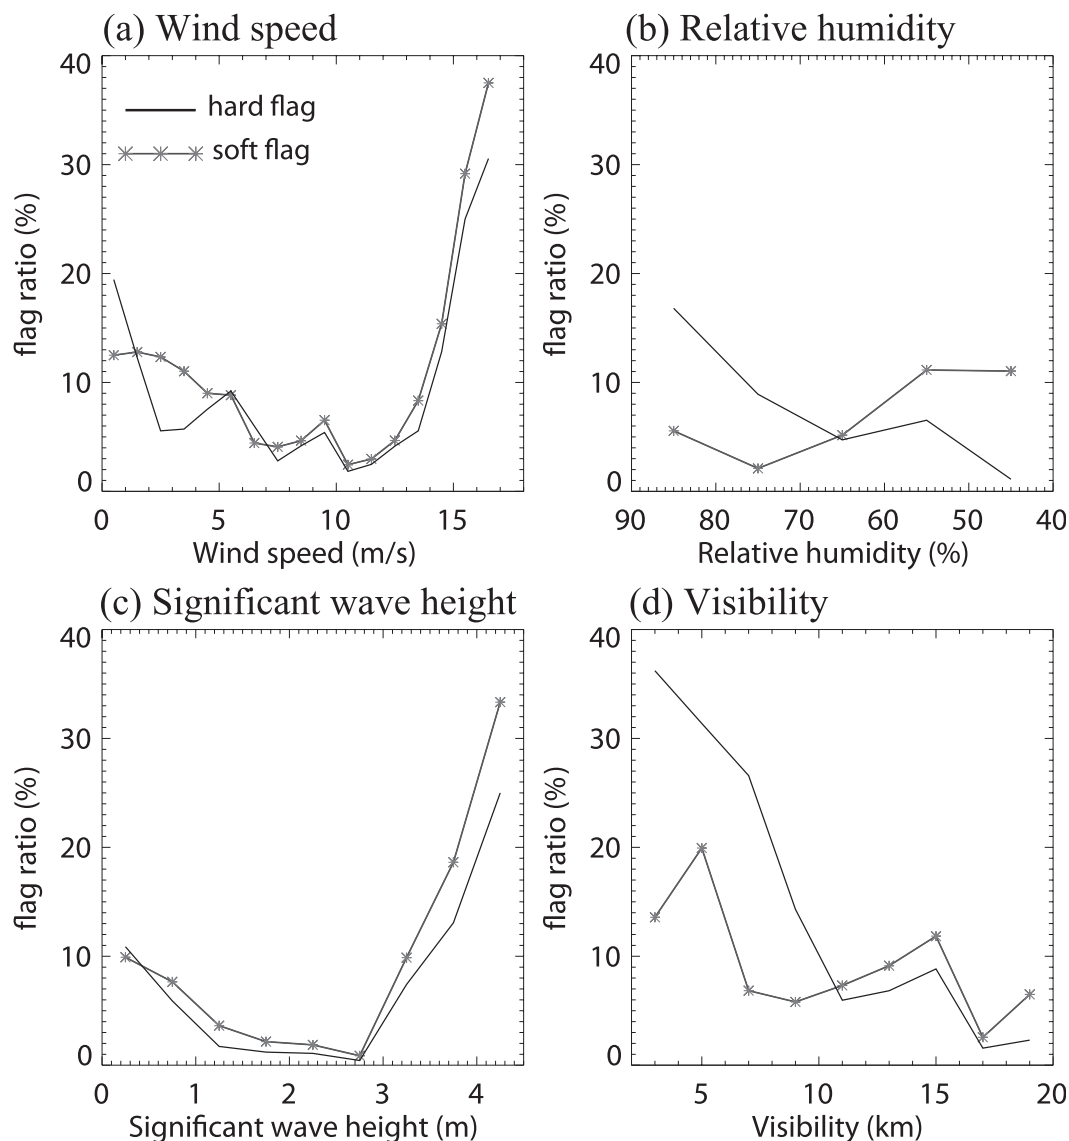 (a) Wind speed
40
30
20
10
0
flag ratio (%)
hard flag
soft flag
0 5 10 15
Wind speed (m/s)
(b) Relative humidity
40
30
20
10
0
flag ratio (%)
90 80 70 60 50 40
Relative humidity (%)
(c) Significant wave height
40
30
20
10
0
flag ratio (%)
0 1 2 3 4
Significant wave height (m)
(d) Visibility
40
30
20
10
0
flag ratio (%)
5 10 15 20
Visibility (km)